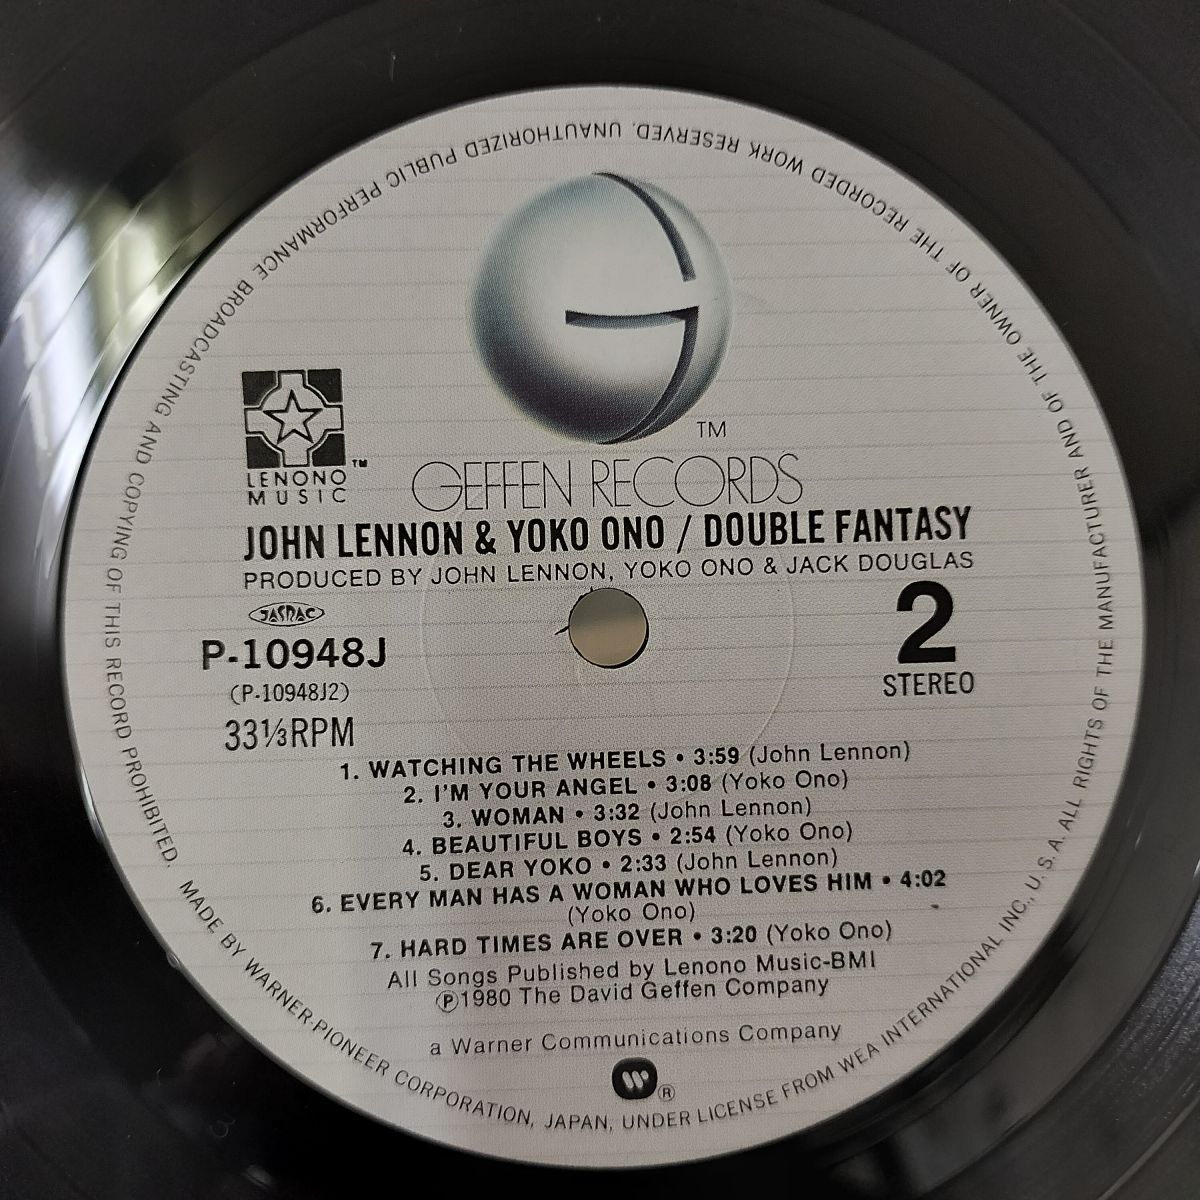 TM
GEFFEN RECORDS
LENONO™
MUSIC
JOHN LENNON & YOKO ONO / DOUBLE FANTASY
PRODUCED BY JOHN LENNON, YOKO ONO & JACK DOUGLAS
JASRAC
P-10948J
(P-10948J2)
33⅓RPM
2
STEREO
1. WATCHING THE WHEELS • 3:59 (John Lennon)
2. I'M YOUR ANGEL • 3:08 (Yoko Ono)
3. WOMAN • 3:32 (John Lennon)
4. BEAUTIFUL BOYS • 2:54 (Yoko Ono)
5. DEAR YOKO • 2:33 (John Lennon)
6. EVERY MAN HAS A WOMAN WHO LOVES HIM • 4:02
(Yoko Ono)
7. HARD TIMES ARE OVER • 3:20 (Yoko Ono)
All Songs Published by Lenono Music-BMI
℗1980 The David Geffen Company
a Warner Communications Company
®
MADE BY WARNER-PIONEER CORPORATION, JAPAN, UNDER LICENSE FROM WEA INTERNATIONAL INC., U. S. A. ALL RIGHTS OF THE MANUFACTURER AND OF THE OWNER OF THE RECORDED WORK RESERVED. UNAUTHORIZED PUBLIC PERFORMANCE BROADCASTING AND COPYING OF THIS RECORD PROHIBITED.